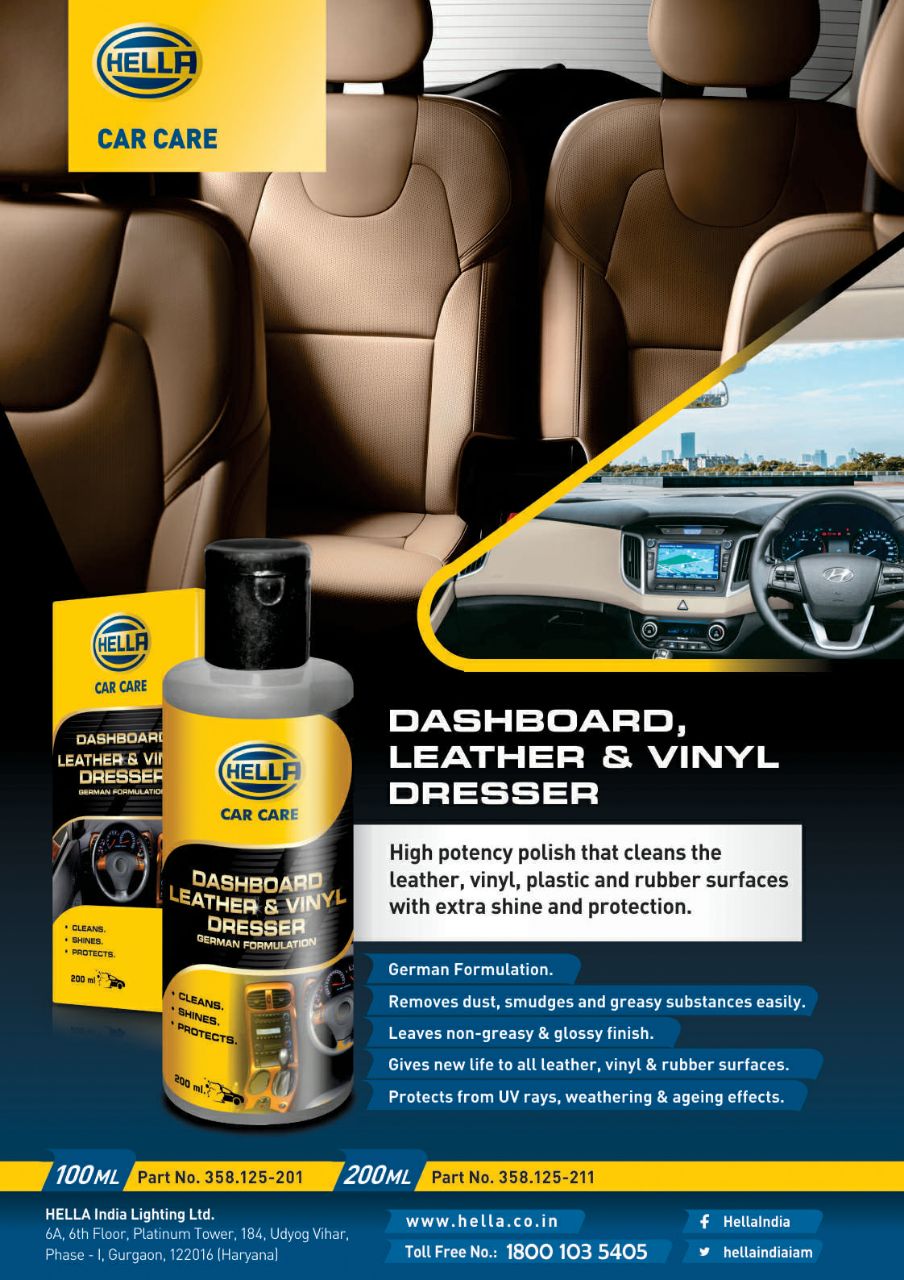 HELLA
CAR CARE
HELLA
CAR CARE
DASHBOARD
LEATHER & VIN
DRESSER
GERMAN FORMULATION
• CLEANS.
• SHINES.
• PROTECTS.
200 ml
HELLA
CAR CARE
DASHBOARD
LEATHER & VINYL
DRESSER
GERMAN FORMULATION
• CLEANS.
• SHINES.
• PROTECTS.
200 ml.
DASHBOARD,
LEATHER & VINYL
DRESSER
High potency polish that cleans the
leather, vinyl, plastic and rubber surfaces
with extra shine and protection.
German Formulation.
Removes dust, smudges and greasy substances easily.
Leaves non-greasy & glossy finish.
Gives new life to all leather, vinyl & rubber surfaces.
Protects from UV rays, weathering & ageing effects.
100ML Part No. 358.125-201 200ML Part No. 358.125-211
HELLA India Lighting Ltd.
6A, 6th Floor, Platinum Tower, 184, Udyog Vihar,
Phase - I, Gurgaon, 122016 (Haryana)
www.hella.co.in
Toll Free No.: 1800 103 5405
HellaIndia
hellaindiaiam